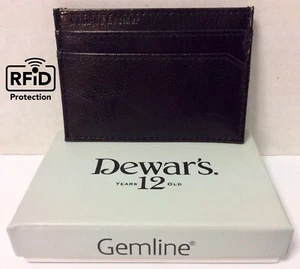 RFiD
Protection
Dewar's.
YEARS 12 OLD
Gemline®